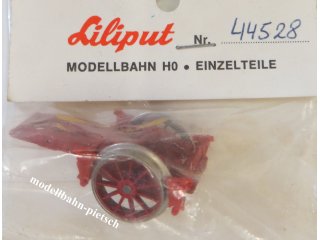 Liliput Nr. 44528
MODELLBAHN H0 • EINZELTEILE
modellbahn-pietsch